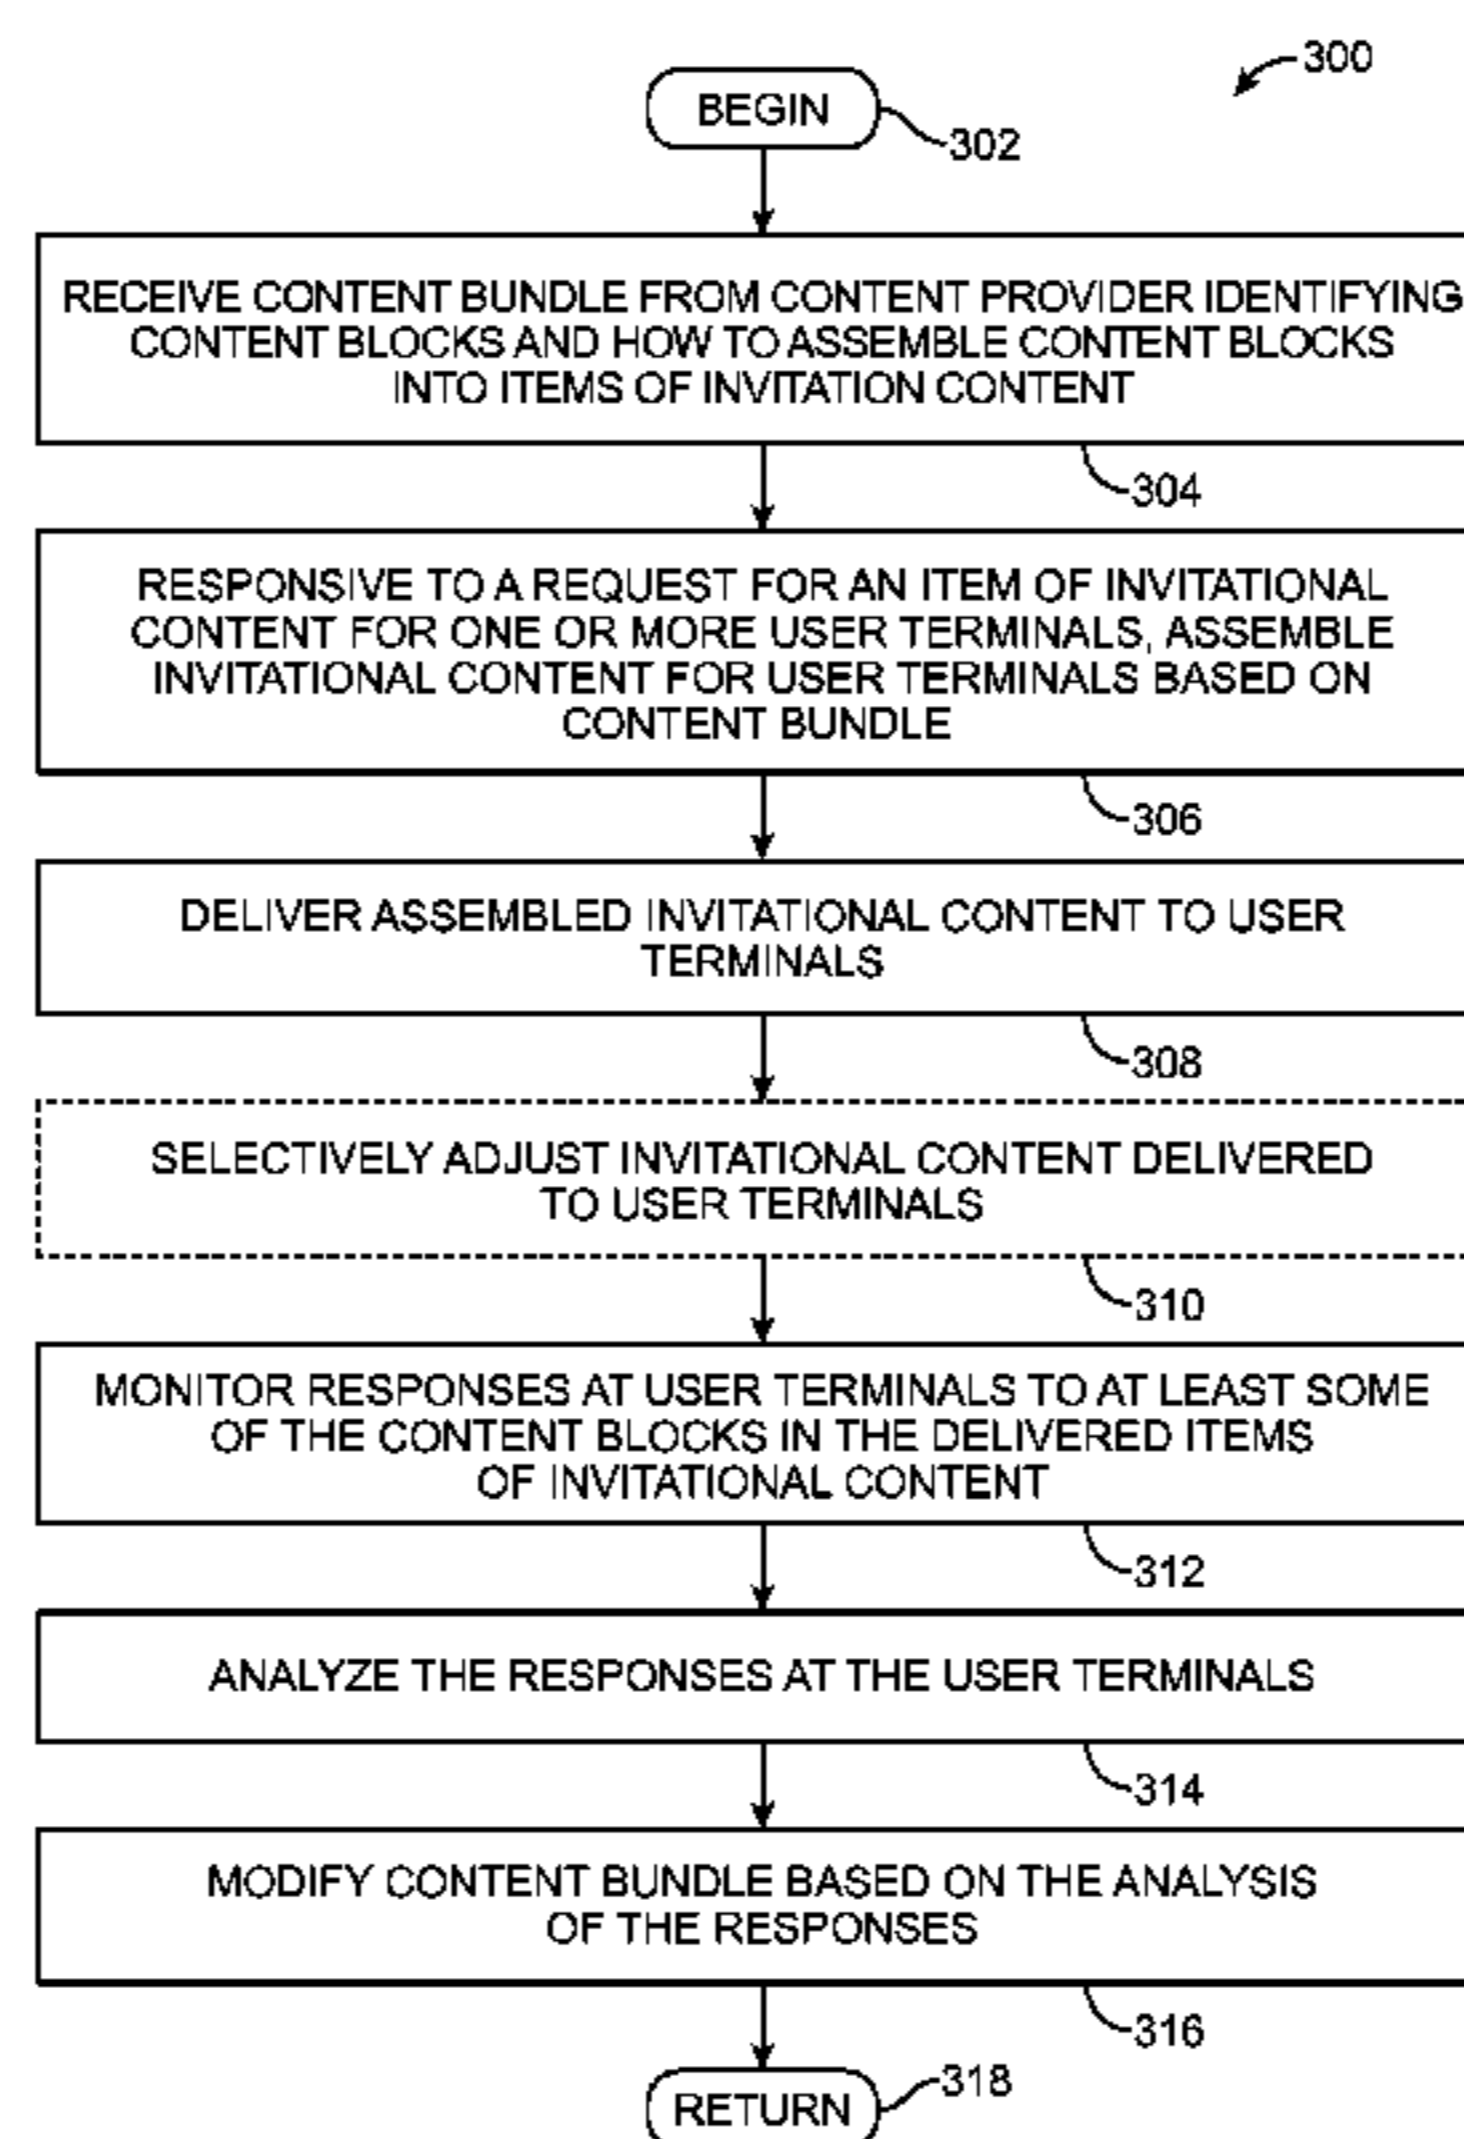 300
BEGIN
302
RECEIVE CONTENT BUNDLE FROM CONTENT PROVIDER IDENTIFYING
CONTENT BLOCKS AND HOW TO ASSEMBLE CONTENT BLOCKS
INTO ITEMS OF INVITATION CONTENT
304
RESPONSIVE TO A REQUEST FOR AN ITEM OF INVITATIONAL
CONTENT FOR ONE OR MORE USER TERMINALS, ASSEMBLE
INVITATIONAL CONTENT FOR USER TERMINALS BASED ON
CONTENT BUNDLE
306
DELIVER ASSEMBLED INVITATIONAL CONTENT TO USER
TERMINALS
308
SELECTIVELY ADJUST INVITATIONAL CONTENT DELIVERED
TO USER TERMINALS
310
MONITOR RESPONSES AT USER TERMINALS TO AT LEAST SOME
OF THE CONTENT BLOCKS IN THE DELIVERED ITEMS
OF INVITATIONAL CONTENT
312
ANALYZE THE RESPONSES AT THE USER TERMINALS
314
MODIFY CONTENT BUNDLE BASED ON THE ANALYSIS
OF THE RESPONSES
316
318
RETURN